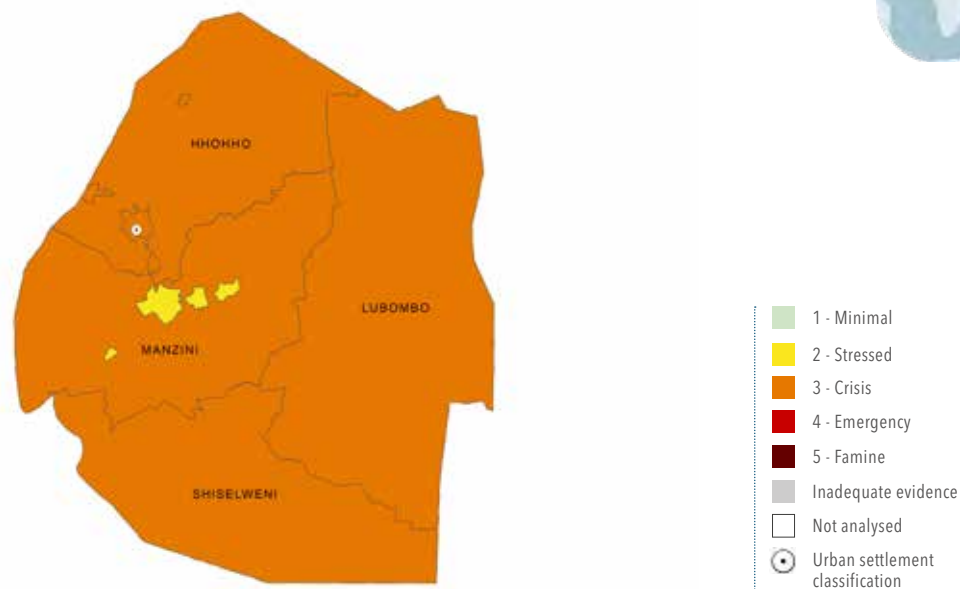 HHOHHO
LUBOMBO
MANZINI
SHISELWENI
1 - Minimal
2 - Stressed
3 - Crisis
4 - Emergency
5 - Famine
Inadequate evidence
Not analysed
Urban settlement
classification